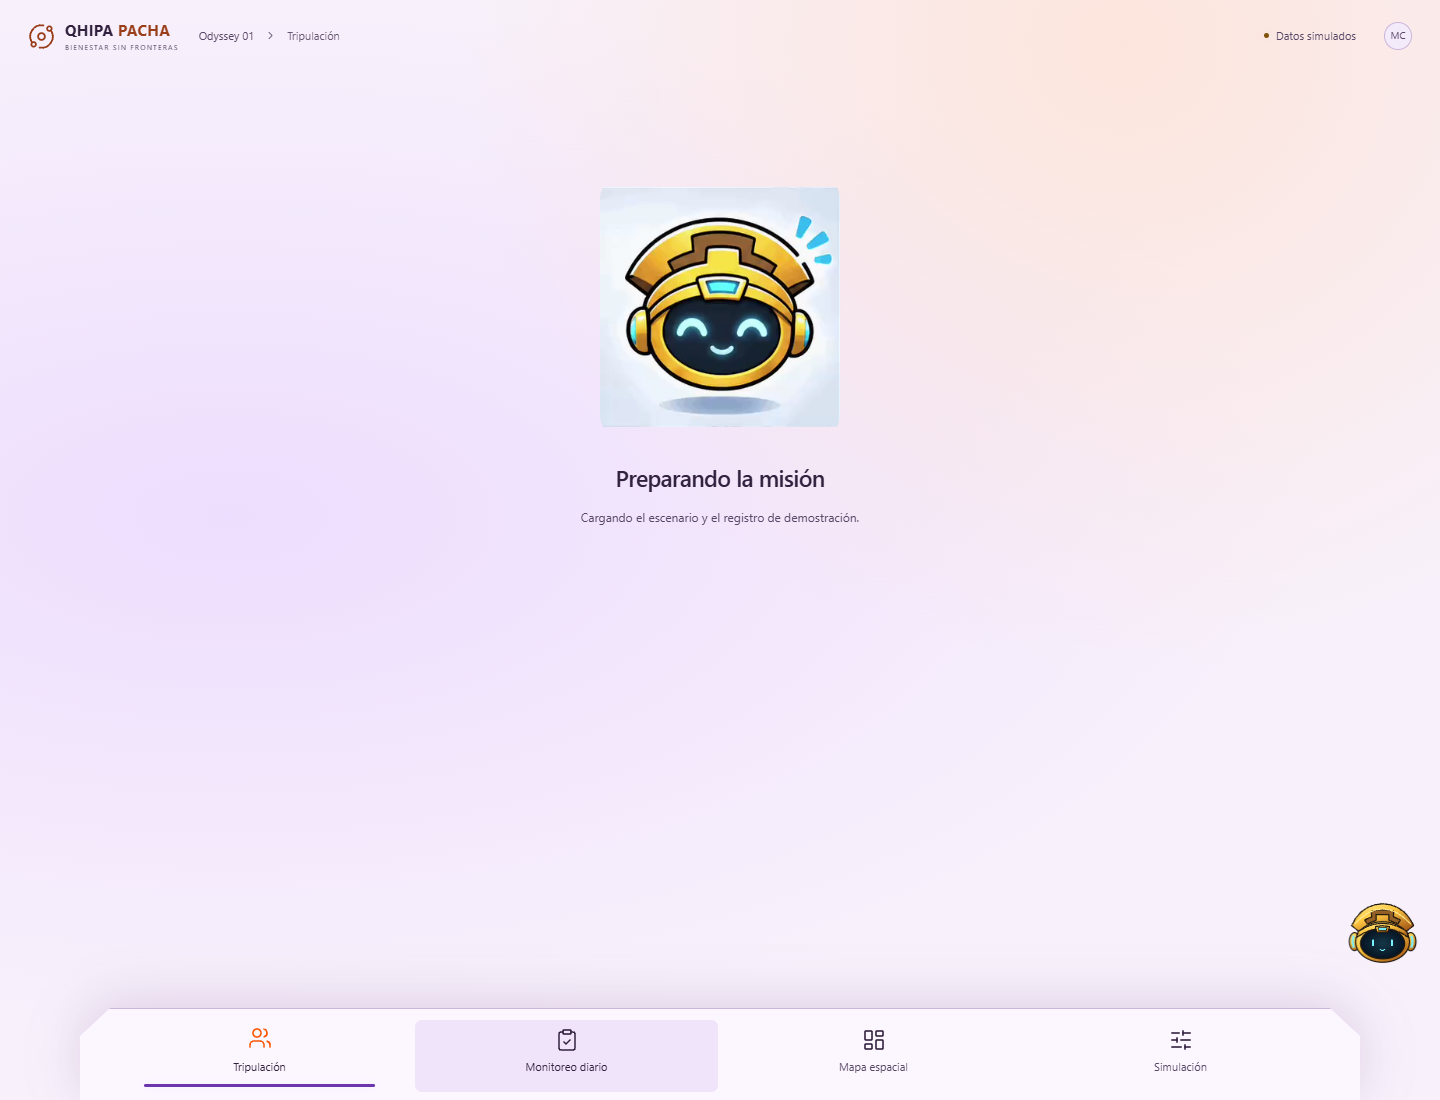 QHIPA PACHA
BIENESTAR SIN FRONTERAS
Odyssey 01 > Tripulación
Datos simulados
MC
Preparando la misión
Cargando el escenario y el registro de demostración.
Tripulación
Monitoreo diario
Mapa espacial
Simulación